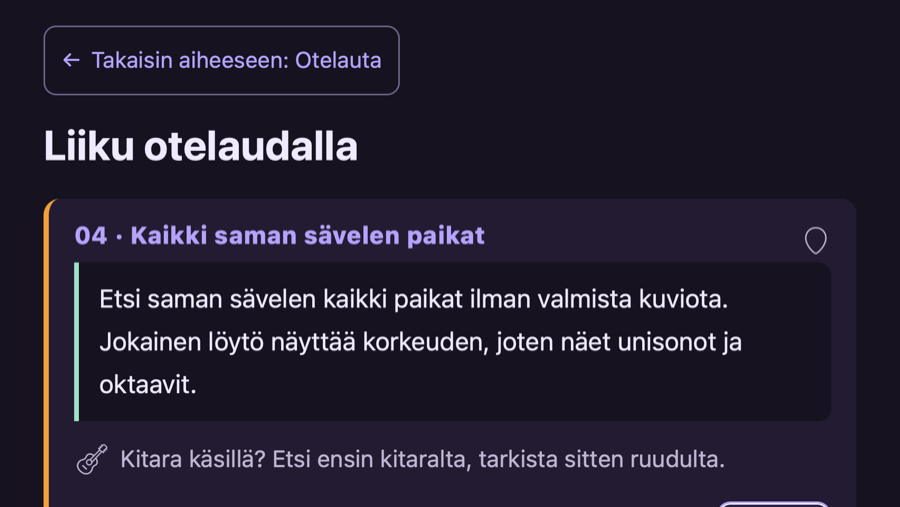 ← Takaisin aiheeseen: Otelauta
Liiku otelaudalla
04 · Kaikki saman sävelen paikat
Etsi saman sävelen kaikki paikat ilman valmista kuviota.
Jokainen löytö näyttää korkeuden, joten näet unisonot ja
oktaavit.
Kitara käsillä? Etsi ensin kitaralta, tarkista sitten ruudulta.